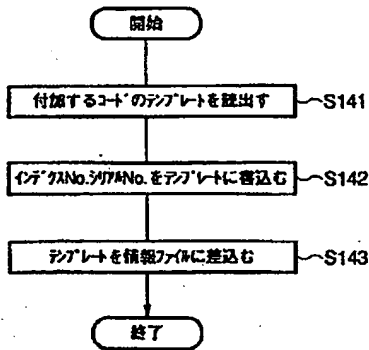 開始
付加するコードのテンプレートを読出す
S141
インデクスNo.シリアルNo.をテンプレートに書込む
S142
テンプレートを情報ファイルに差込む
S143
終了